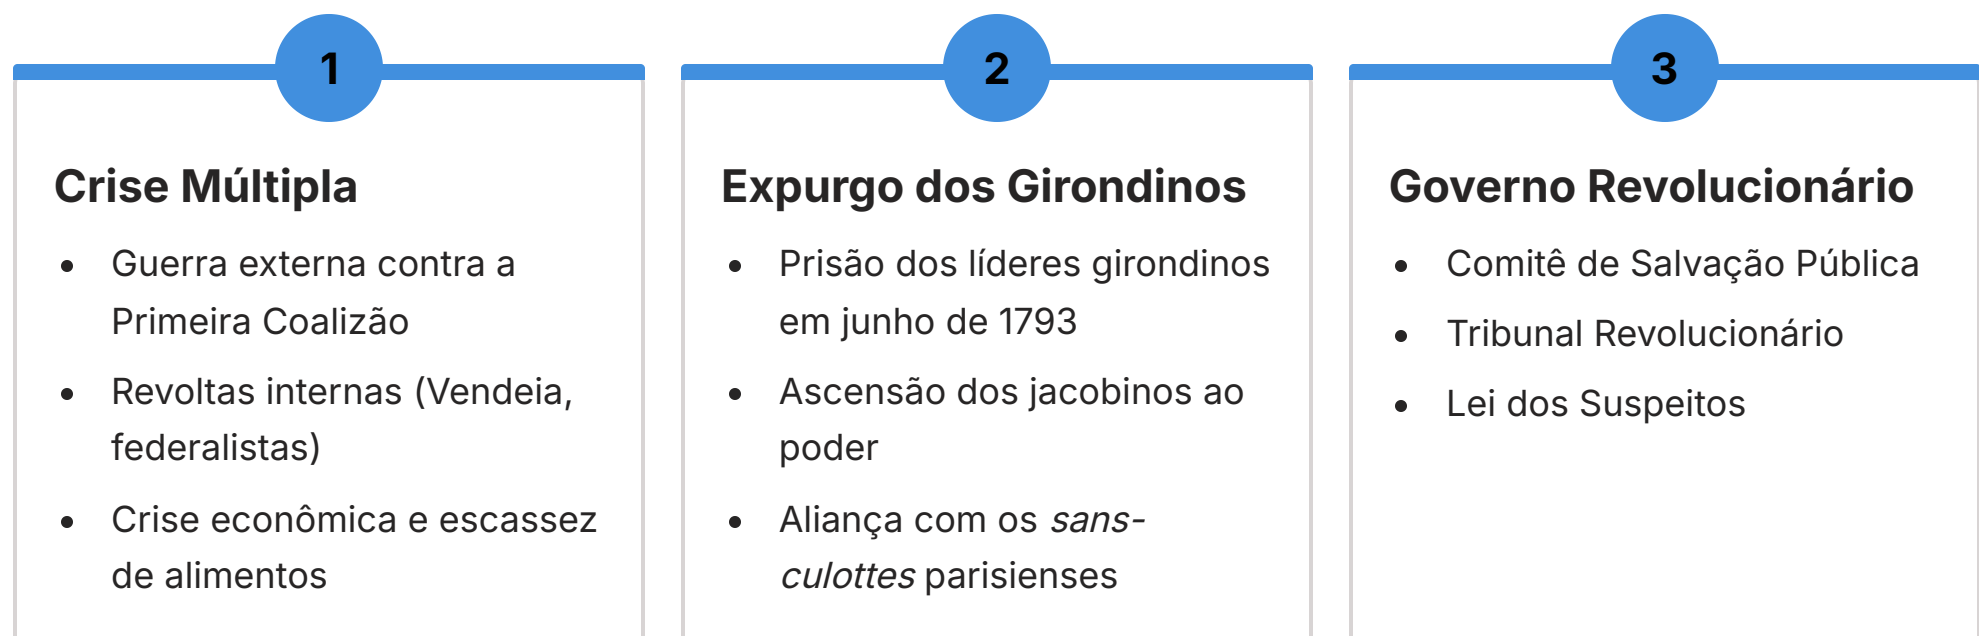 1
Crise Múltipla
• Guerra externa contra a
Primeira Coalizão
• Revoltas internas (Vendeia,
federalistas)
• Crise econômica e escassez
de alimentos
2
Expurgo dos Girondinos
• Prisão dos líderes girondinos
em junho de 1793
• Ascensão dos jacobinos ao
poder
• Aliança com os sans-
culottes parisienses
3
Governo Revolucionário
• Comitê de Salvação Pública
• Tribunal Revolucionário
• Lei dos Suspeitos